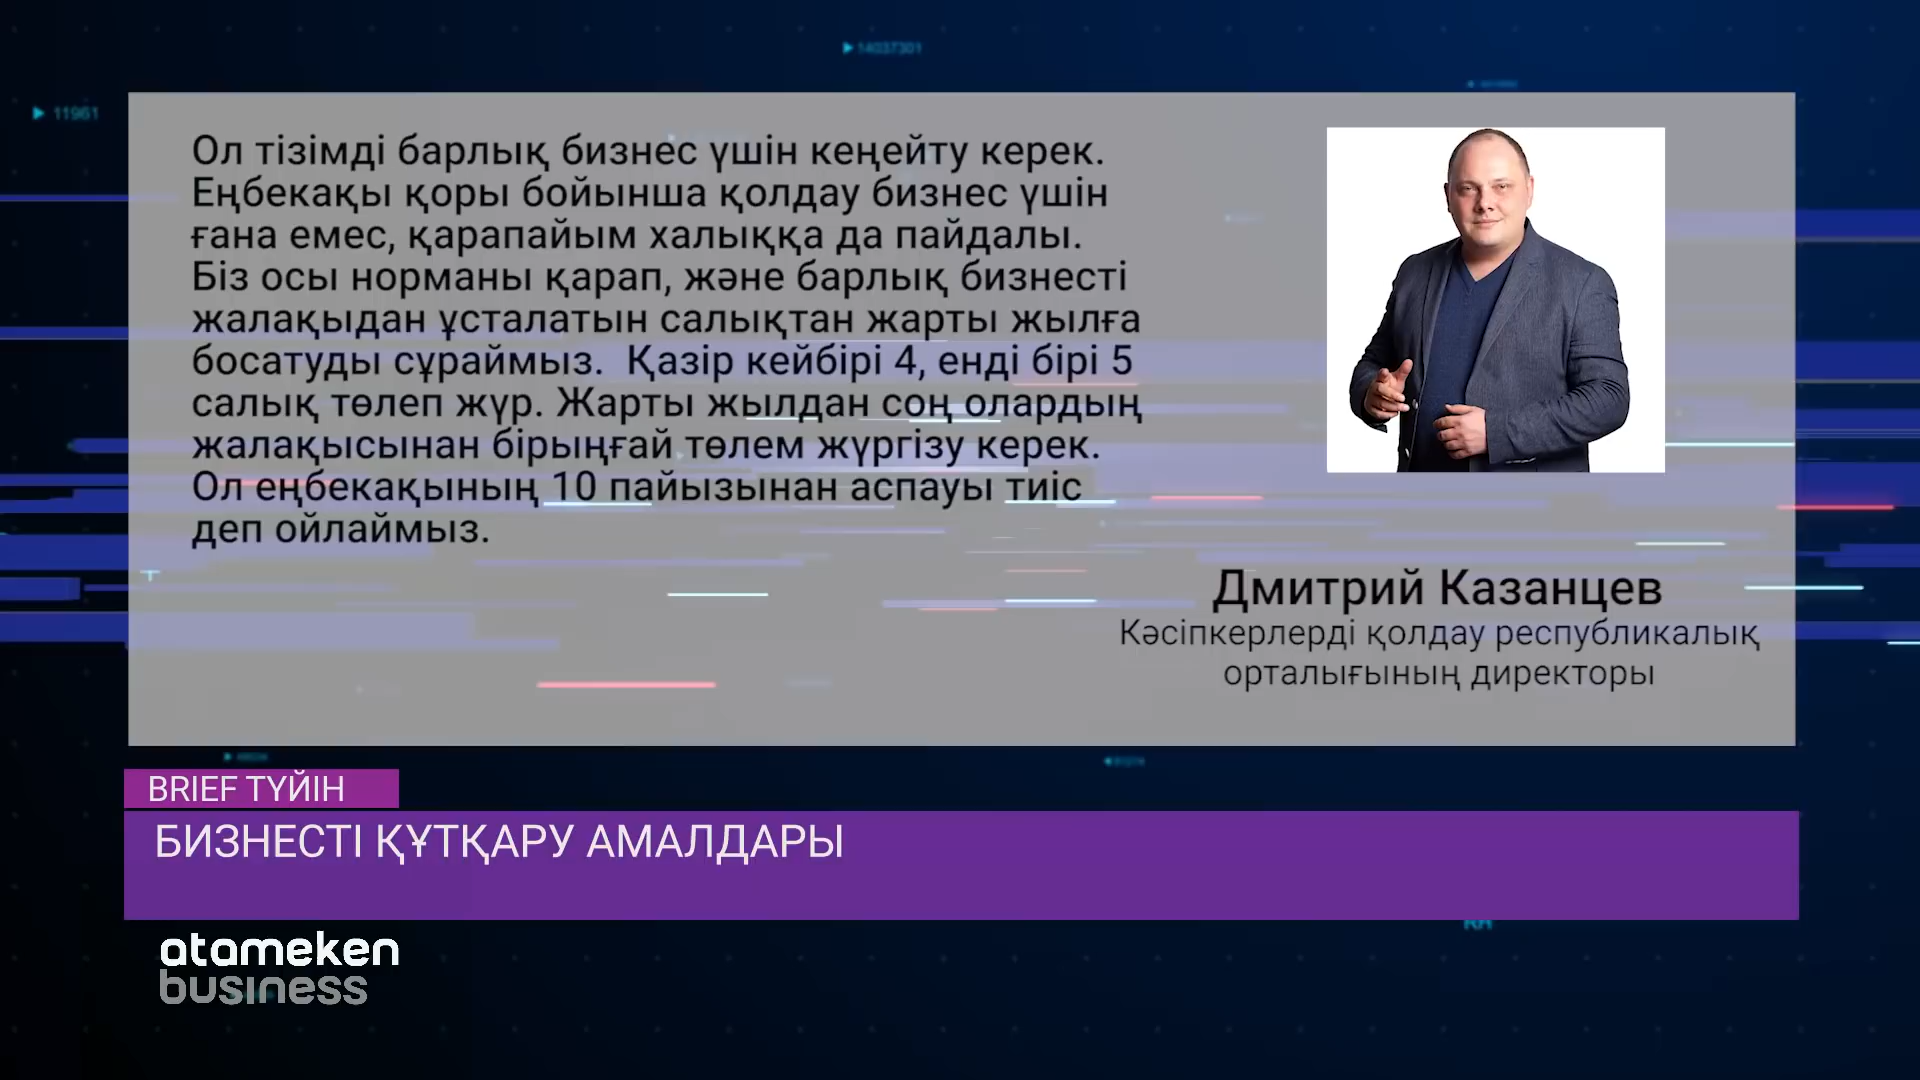 14037301
11961
Ол тізімді барлық бизнес үшін кеңейту керек.
Еңбекақы қоры бойынша қолдау бизнес үшін
ғана емес, қарапайым халыққа да пайдалы.
Біз осы норманы қарап, және барлық бизнесті
жалақыдан ұсталатын салықтан жарты жылға
босатуды сұраймыз.  Қазір кейбірі 4, енді бірі 5
салық төлеп жүр. Жарты жылдан соң олардың
жалақысынан бірыңғай төлем жүргізу керек.
Ол еңбекақының 10 пайызынан аспауы тиіс
деп ойлаймыз.
Дмитрий Казанцев
Кәсіпкерлерді қолдау республикалық
орталығының директоры
BRIEF ТҮЙІН
БИЗНЕСТІ ҚҰТҚАРУ АМАЛДАРЫ
atameken
business